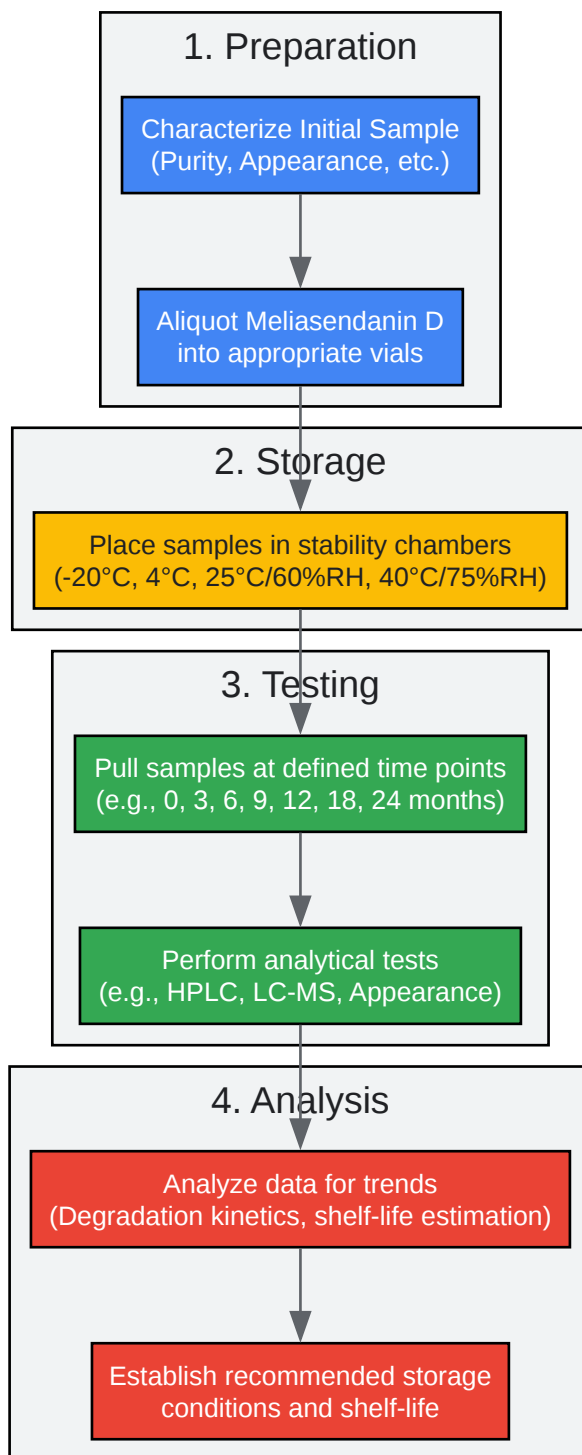 1. Preparation
Characterize Initial Sample
(Purity, Appearance, etc.)
Aliquot Meliasendanin D
into appropriate vials
2. Storage
Place samples in stability chambers
(-20°C, 4°C, 25°C/60%RH, 40°C/75%RH)
3. Testing
Pull samples at defined time points
(e.g., 0, 3, 6, 9, 12, 18, 24 months)
Perform analytical tests
(e.g., HPLC, LC-MS, Appearance)
4. Analysis
Analyze data for trends
(Degradation kinetics, shelf-life estimation)
Establish recommended storage
conditions and shelf-life